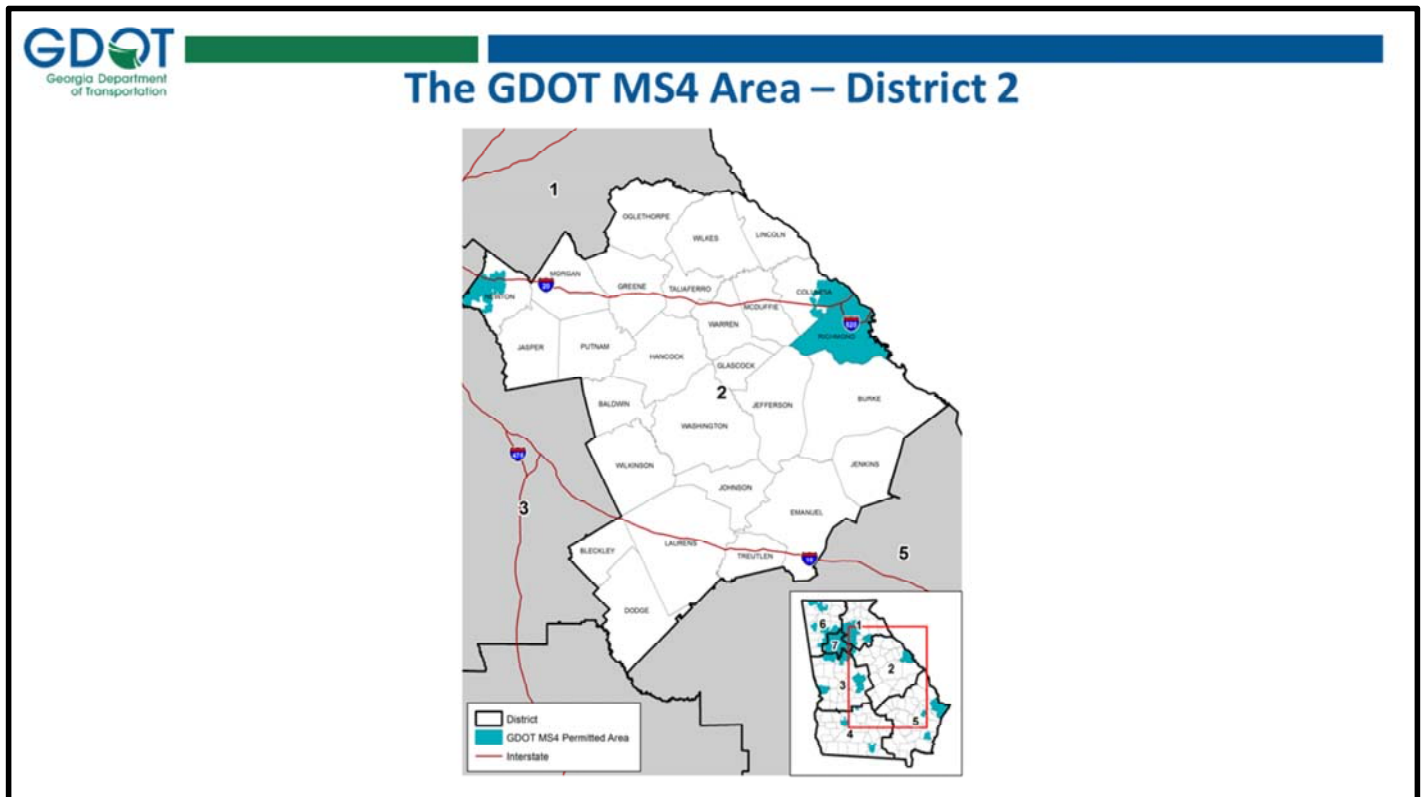 GDOT
Georgia Department
of Transportation
The GDOT MS4 Area – District 2
1
OGLETHORPE
WILKES
LINCOLN
MORGAN
20
NEWTON
GREENE
TALIAFERRO
COLUMBIA
MCDUFFIE
WARREN
520
RICHMOND
JASPER
PUTNAM
HANCOCK
GLASCOCK
2
BALDWIN
JEFFERSON
BURKE
WASHINGTON
475
WILKINSON
JENKINS
JOHNSON
3
EMANUEL
BLECKLEY
LAURENS
TREUTLEN
16
5
DODGE
District
GDOT MS4 Permitted Area
Interstate
6
1
7
2
3
5
4